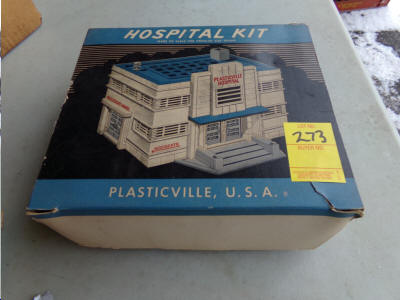 HOSPITAL KIT
PLASTICVILLE
HOSPITAL
LOT NO.
273
BUYER NO.
PLASTICVILLE, U.S.A.®